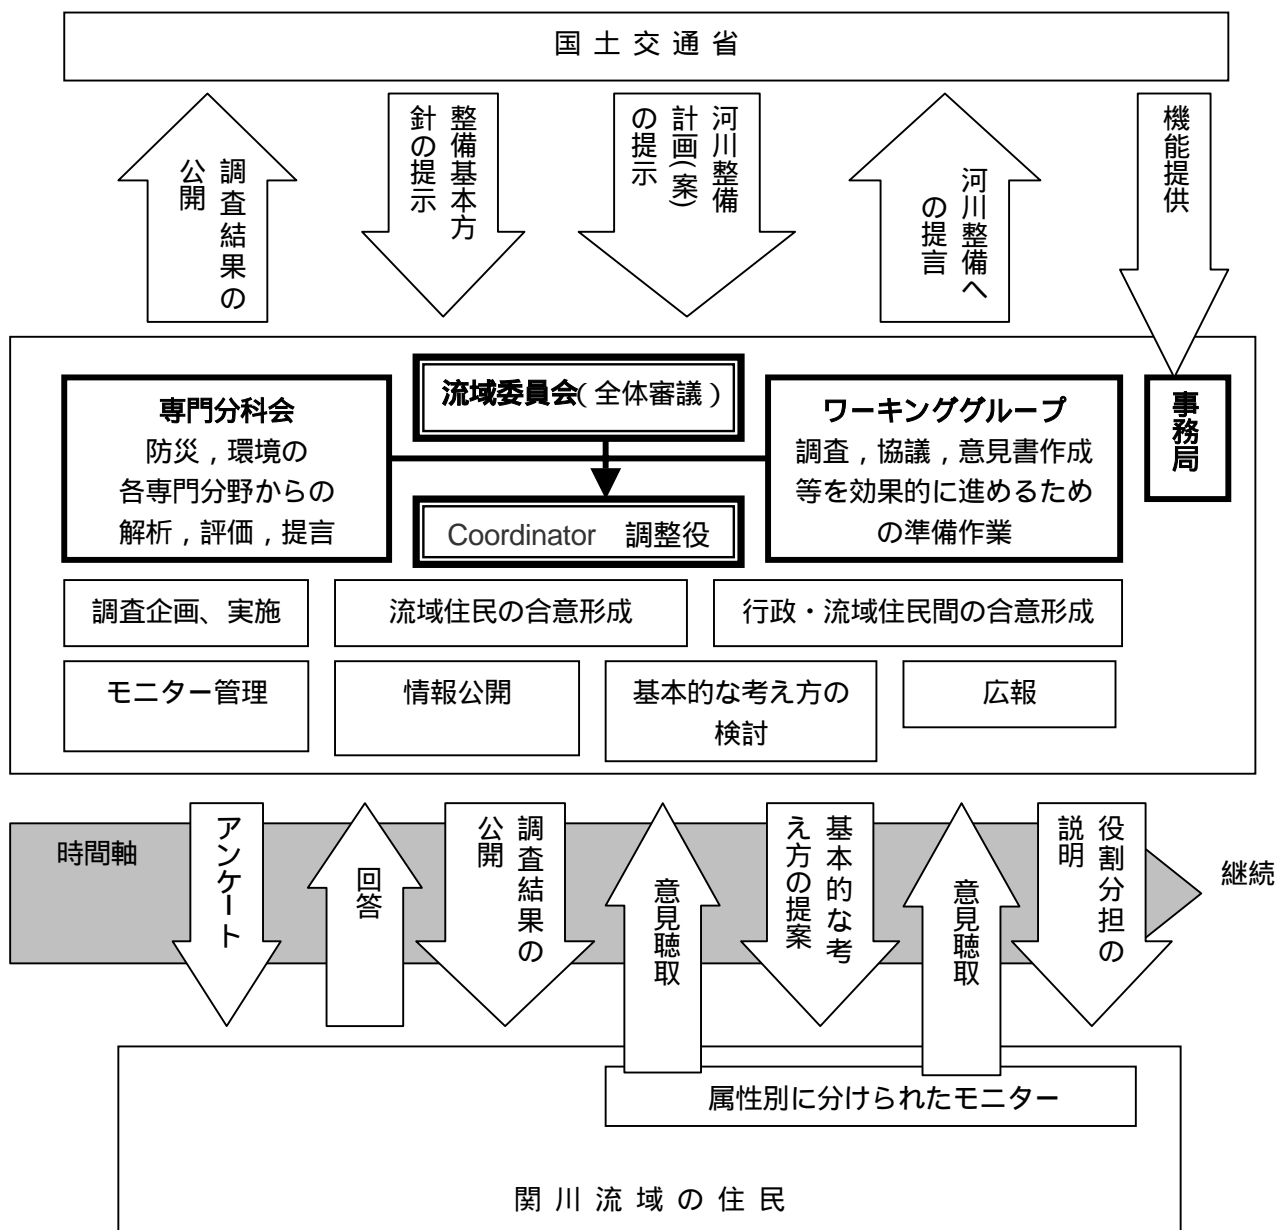 国土交通省
調査結果の
公開
整備基本方
針の提示
河川整備
計画(案)
の提示
河川整備へ
の提言
機能提供
専門分科会
防災，環境の
各専門分野からの
解析，評価，提言
流域委員会(全体審議)
Coordinator 調整役
ワーキンググループ
調査，協議，意見書作成
等を効果的に進めるため
の準備作業
事務局
調査企画、実施
流域住民の合意形成
行政・流域住民間の合意形成
モニター管理
情報公開
基本的な考え方の
検討
広報
時間軸
アンケート
回答
調査結果の
公開
意見聴取
基本的な考
え方の提案
意見聴取
役割分担の
説明
継続
属性別に分けられたモニター
関川流域の住民